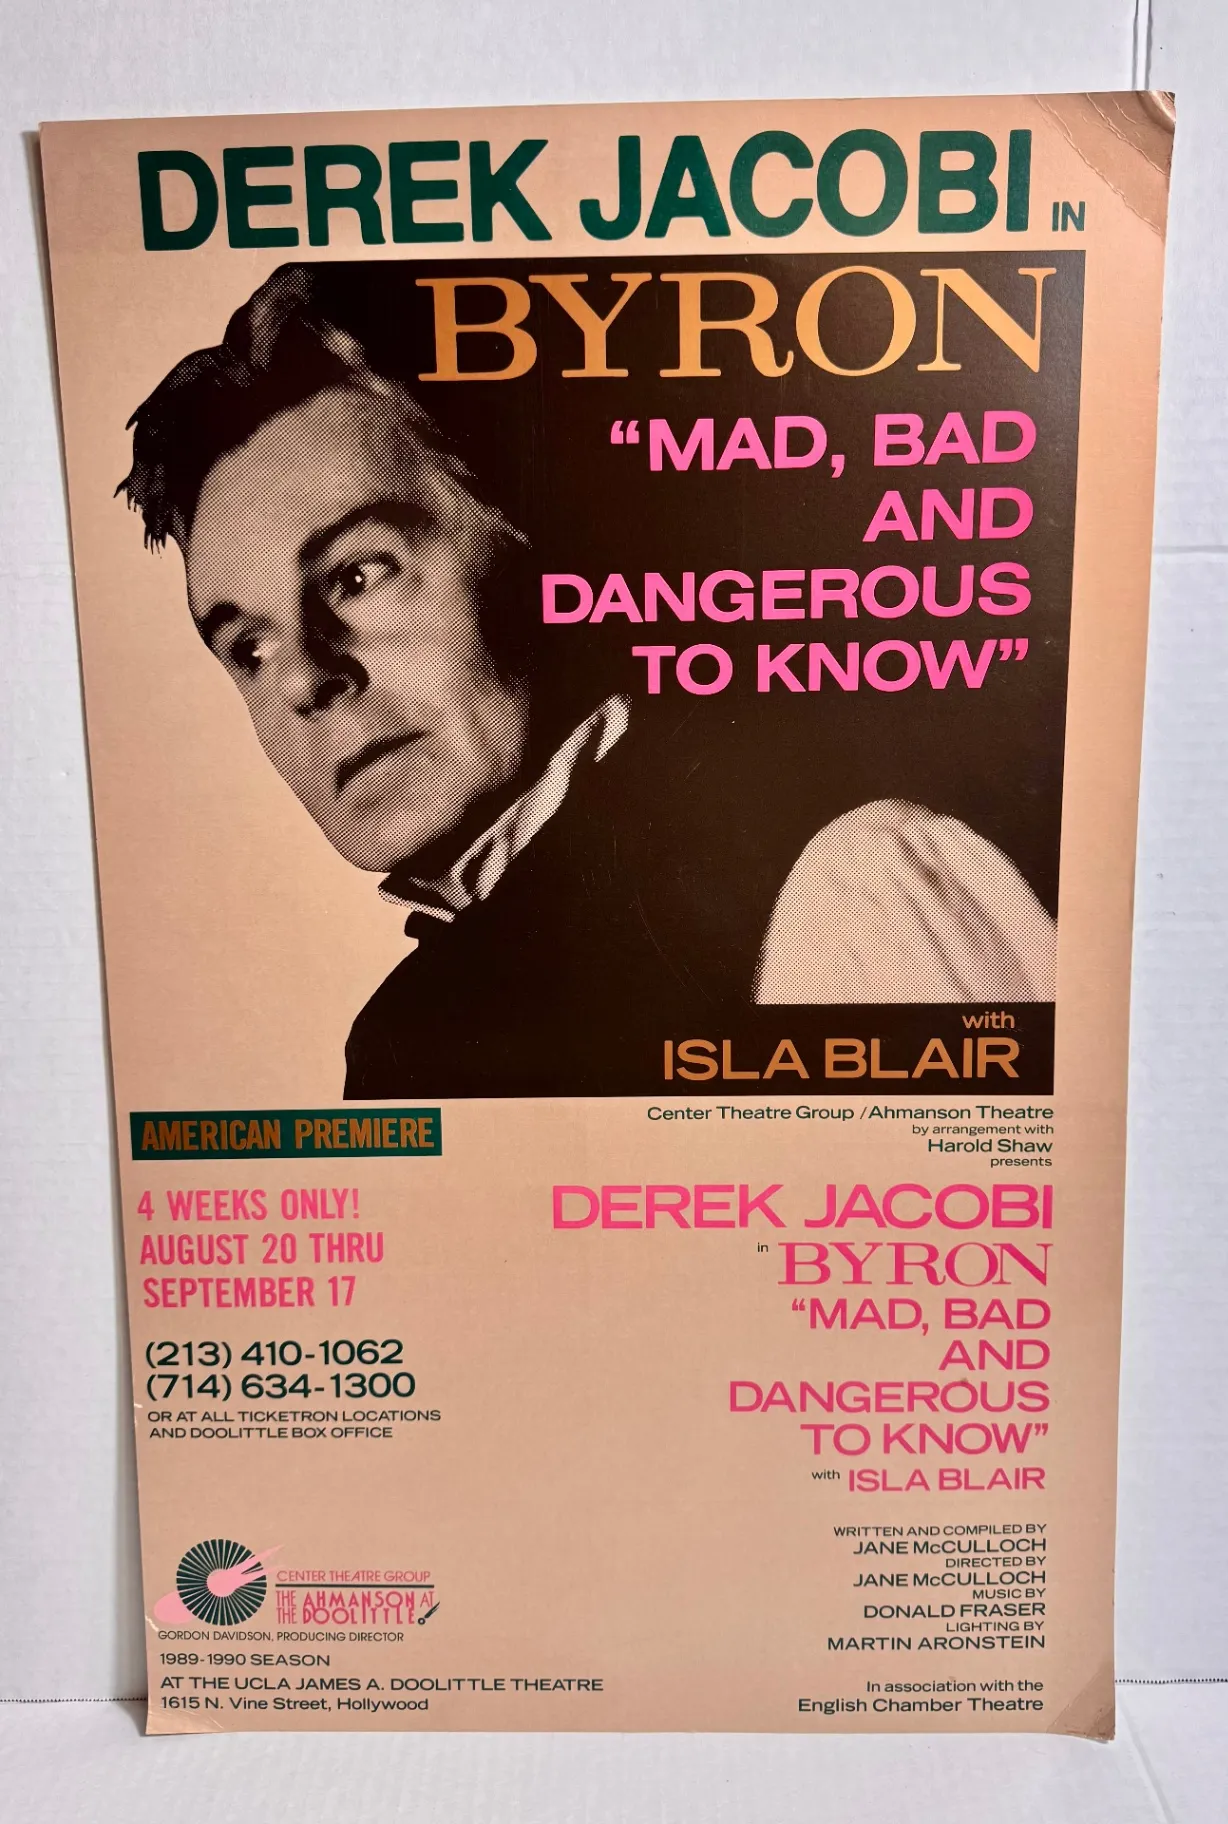 DEREK JACOBI IN
BYRON
“MAD, BAD
AND
DANGEROUS
TO KNOW”
with
ISLA BLAIR
AMERICAN PREMIERE
4 WEEKS ONLY!
AUGUST 20 THRU
SEPTEMBER 17
(213) 410-1062
(714) 634-1300
OR AT ALL TICKETRON LOCATIONS
AND DOOLITTLE BOX OFFICE
Center Theatre Group / Ahmanson Theatre
by arrangement with
Harold Shaw
presents
DEREK JACOBI
in BYRON
“MAD, BAD
AND
DANGEROUS
TO KNOW”
with ISLA BLAIR
WRITTEN AND COMPILED BY
JANE McCULLOCH
DIRECTED BY
JANE McCULLOCH
MUSIC BY
DONALD FRASER
LIGHTING BY
MARTIN ARONSTEIN
In association with the
English Chamber Theatre
CENTER THEATRE GROUP
THE AHMANSON AT
THE DOOLITTLE
GORDON DAVIDSON, PRODUCING DIRECTOR
1989-1990 SEASON
AT THE UCLA JAMES A. DOOLITTLE THEATRE
1615 N. Vine Street, Hollywood